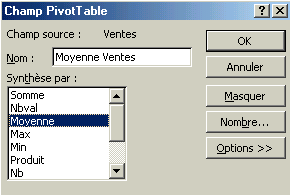 Champ PivotTable
Champ source : Ventes
OK
Nom : Moyenne Ventes
Annuler
Synthèse par :
Somme
Nbval
Moyenne
Max
Min
Produit
Nb
Masquer
Nombre...
Options >>